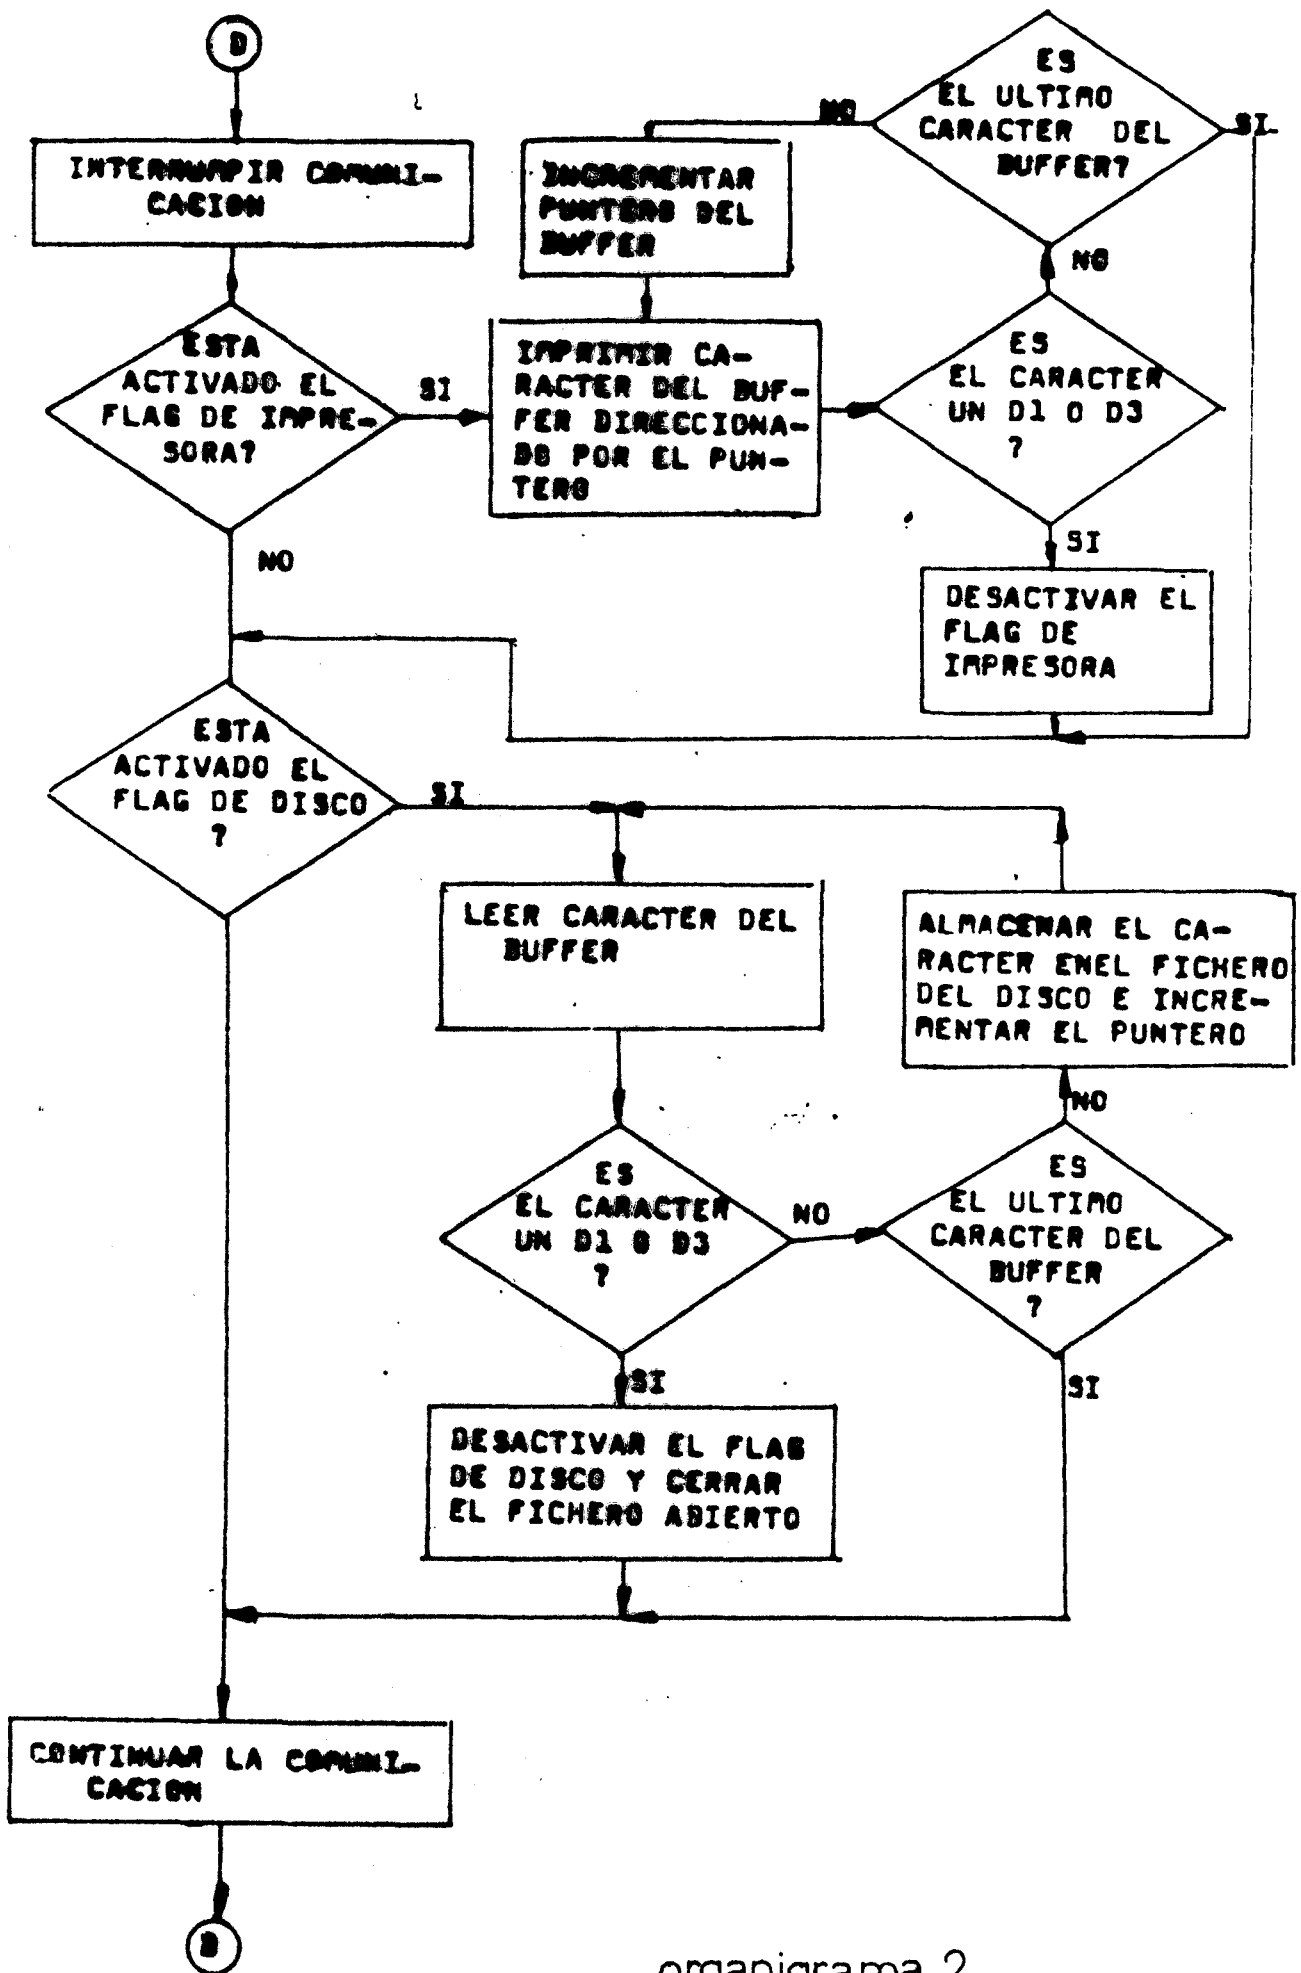 D
INTERRUMPIR COMUNI-
CACION
ESTA
ACTIVADO EL
FLAG DE IMPRE-
SORA?
SI
NO
INCREMENTAR
PUNTERO DEL
BUFFER
IMPRIMIR CA-
RACTER DEL BUF-
FER DIRECCIONA-
DO POR EL PUN-
TERO
NO
ES
EL ULTIMO
CARACTER DEL
BUFFER?
SI
NO
ES
EL CARACTER
UN D1 O D3
?
SI
DESACTIVAR EL
FLAG DE
IMPRESORA
ESTA
ACTIVADO EL
FLAG DE DISCO
?
SI
LEER CARACTER DEL
BUFFER
ALMACENAR EL CA-
RACTER ENEL FICHERO
DEL DISCO E INCRE-
MENTAR EL PUNTERO
NO
ES
EL CARACTER
UN D1 O D3
?
NO
ES
EL ULTIMO
CARACTER DEL
BUFFER
?
SI
SI
DESACTIVAR EL FLAG
DE DISCO Y CERRAR
EL FICHERO ABIERTO
CONTINUAR LA COMUNI-
CACION
organigrama 2